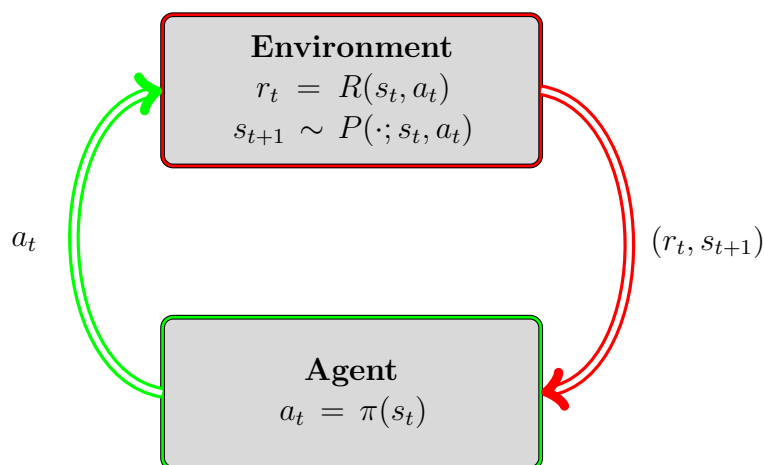 Environment
r_t = R(s_t, a_t)
s_{t+1} ∼ P(·; s_t, a_t)
a_t
(r_t, s_{t+1})
Agent
a_t = π(s_t)